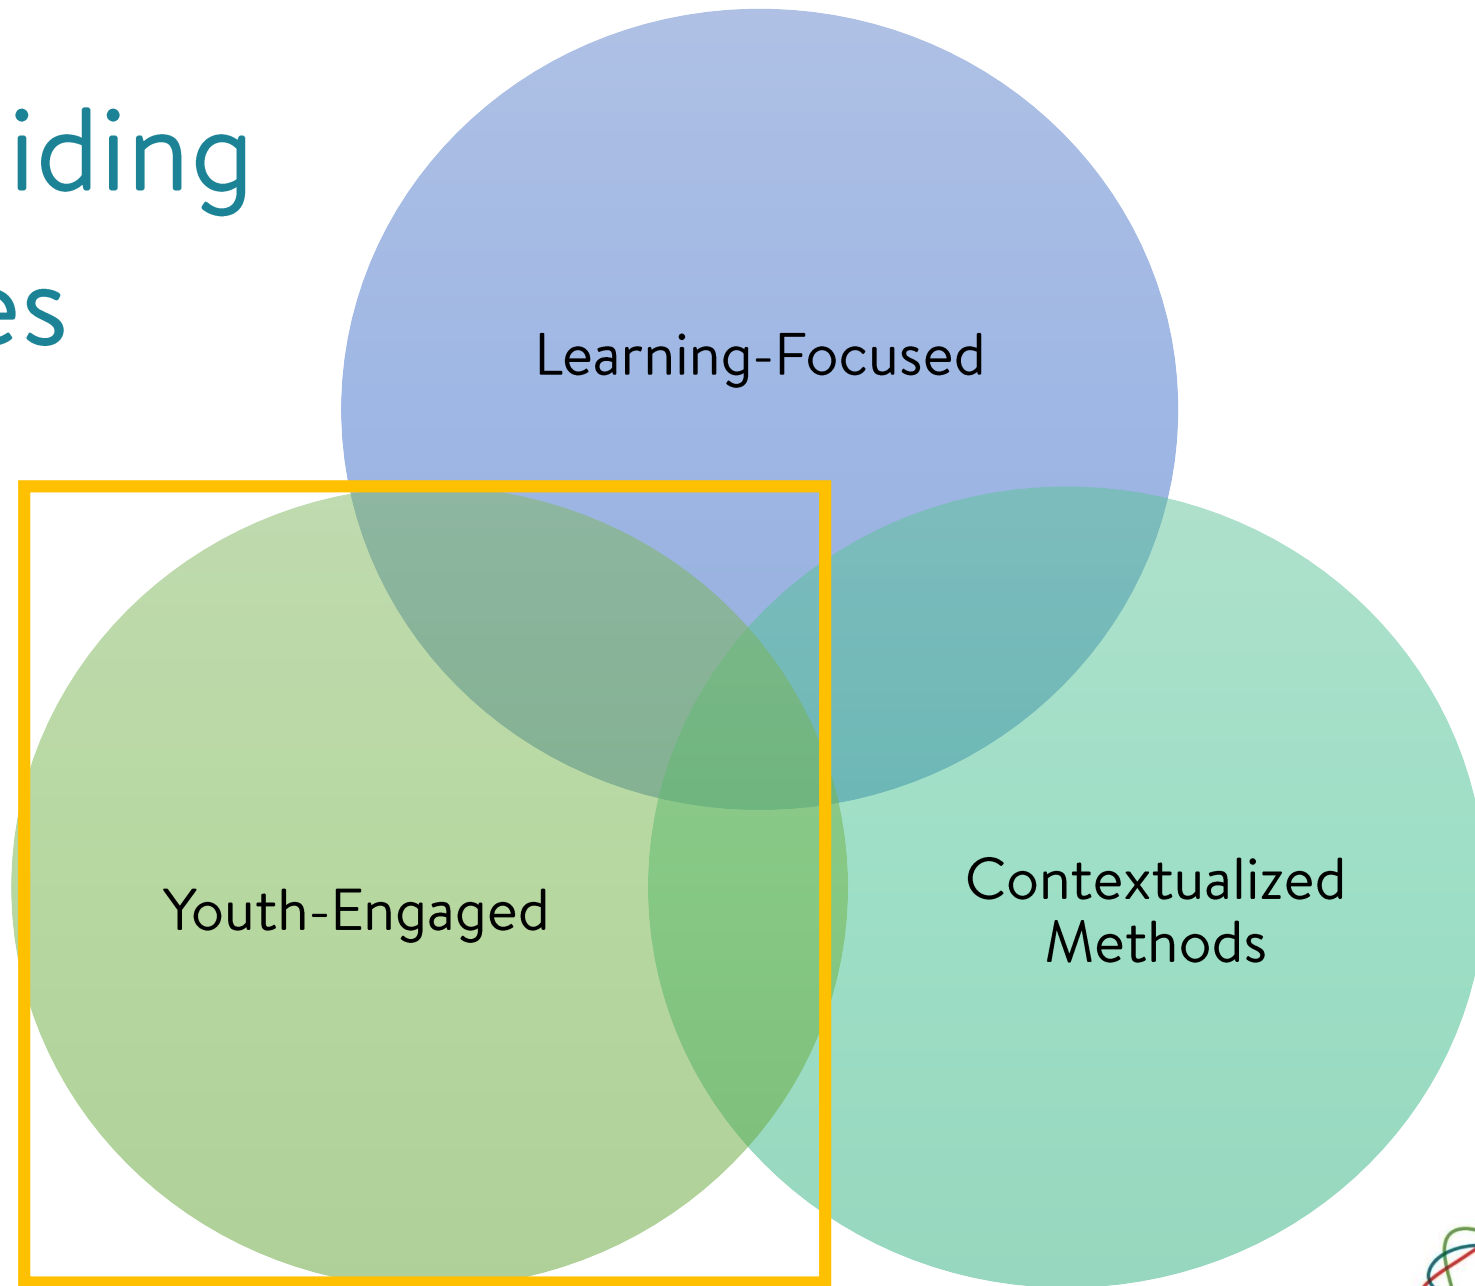 iding
es
Learning-Focused
Youth-Engaged
Contextualized
Methods